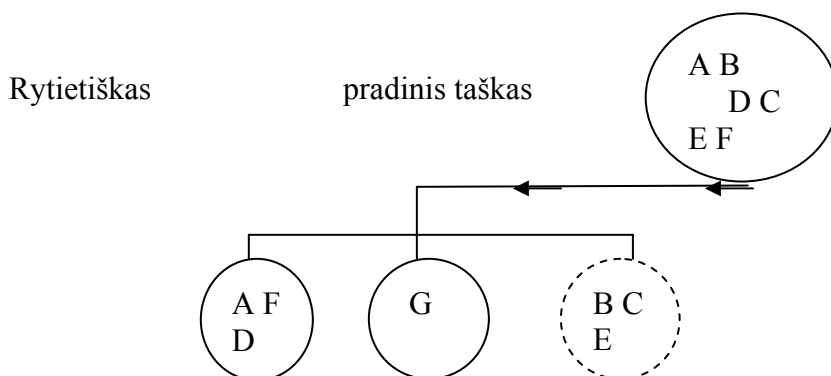 Rytietiškas pradinis taškas
A B
D C
E F
A F
D
G
B C
E